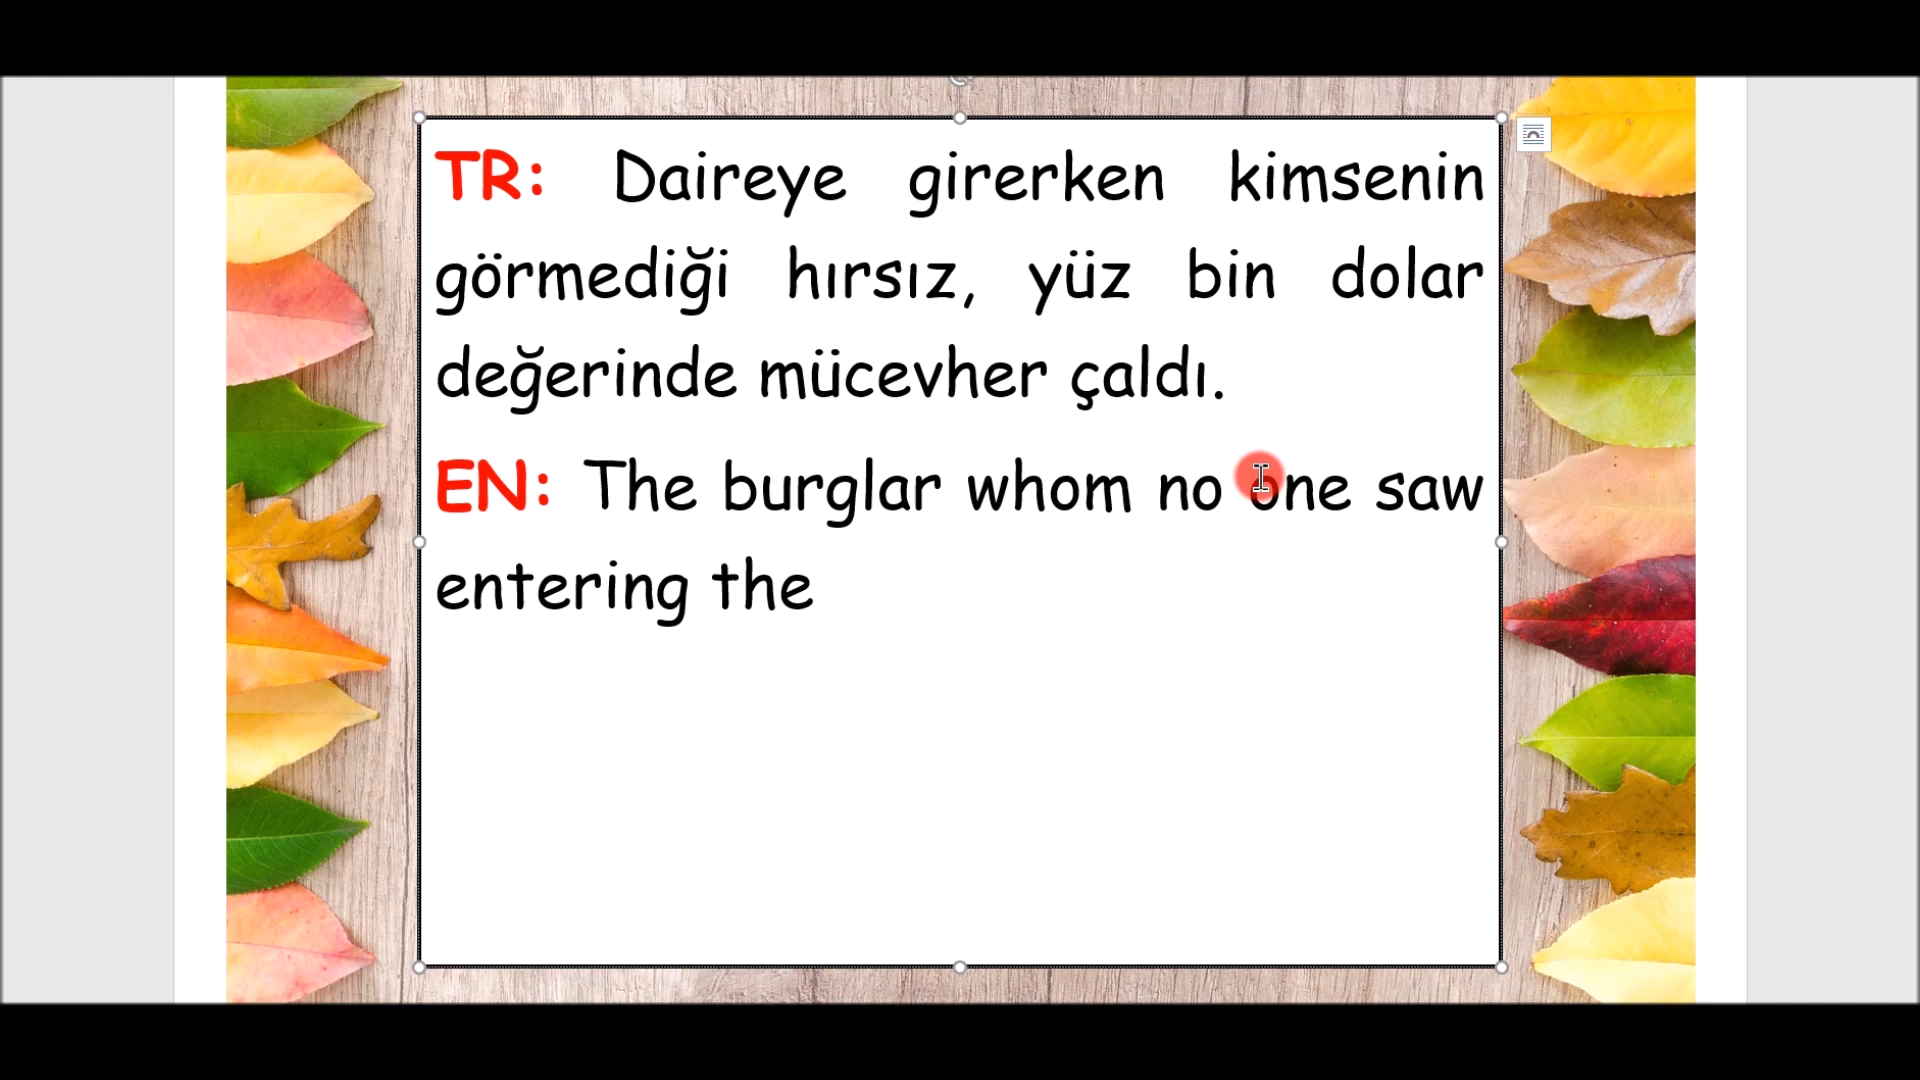 TR: Daireye girerken kimsenin
görmediği hırsız, yüz bin dolar
değerinde mücevher çaldı.
EN: The burglar whom no one saw
entering the